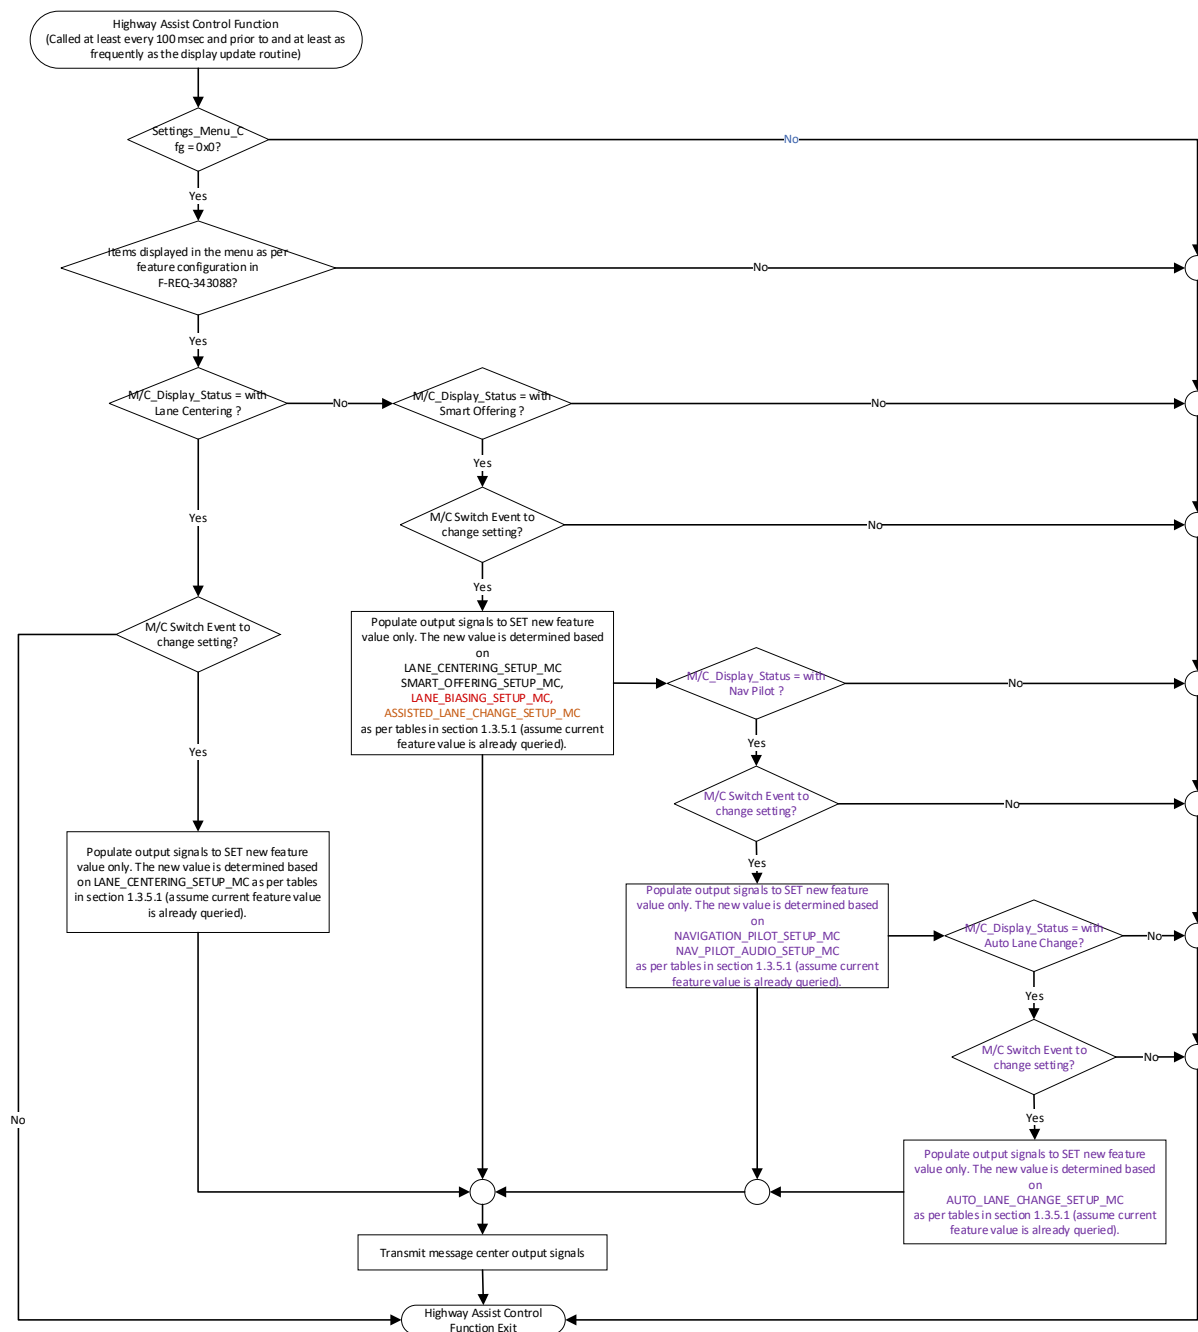 Highway Assist Control Function
(Called at least every 100 msec and prior to and at least as
frequently as the display update routine)
Settings_Menu_C
fg = 0x0?
No
Yes
Items displayed in the menu as per
feature configuration in
F-REQ-343088?
No
Yes
M/C_Display_Status = with
Lane Centering ?
No
M/C_Display_Status = with
Smart Offering ?
No
Yes
M/C Switch Event to
change setting?
No
Yes
Yes
M/C Switch Event to
change setting?
Populate output signals to SET new feature
value only. The new value is determined based
on
LANE_CENTERING_SETUP_MC
SMART_OFFERING_SETUP_MC,
LANE_BIASING_SETUP_MC,
ASSISTED_LANE_CHANGE_SETUP_MC
as per tables in section 1.3.5.1 (assume current
feature value is already queried).
M/C_Display_Status = with
Nav Pilot ?
No
Yes
Yes
M/C Switch Event to
change setting?
No
Yes
Populate output signals to SET new feature
value only. The new value is determined based
on LANE_CENTERING_SETUP_MC as per tables
in section 1.3.5.1 (assume current feature value
is already queried).
Populate output signals to SET new feature
value only. The new value is determined based
on
NAVIGATION_PILOT_SETUP_MC
NAV_PILOT_AUDIO_SETUP_MC
as per tables in section 1.3.5.1 (assume current
feature value is already queried).
M/C_Display_Status = with
Auto Lane Change?
No
Yes
M/C Switch Event to
change setting?
No
No
Yes
Populate output signals to SET new feature
value only. The new value is determined based
on
AUTO_LANE_CHANGE_SETUP_MC
as per tables in section 1.3.5.1 (assume current
feature value is already queried).
Transmit message center output signals
Highway Assist Control
Function Exit